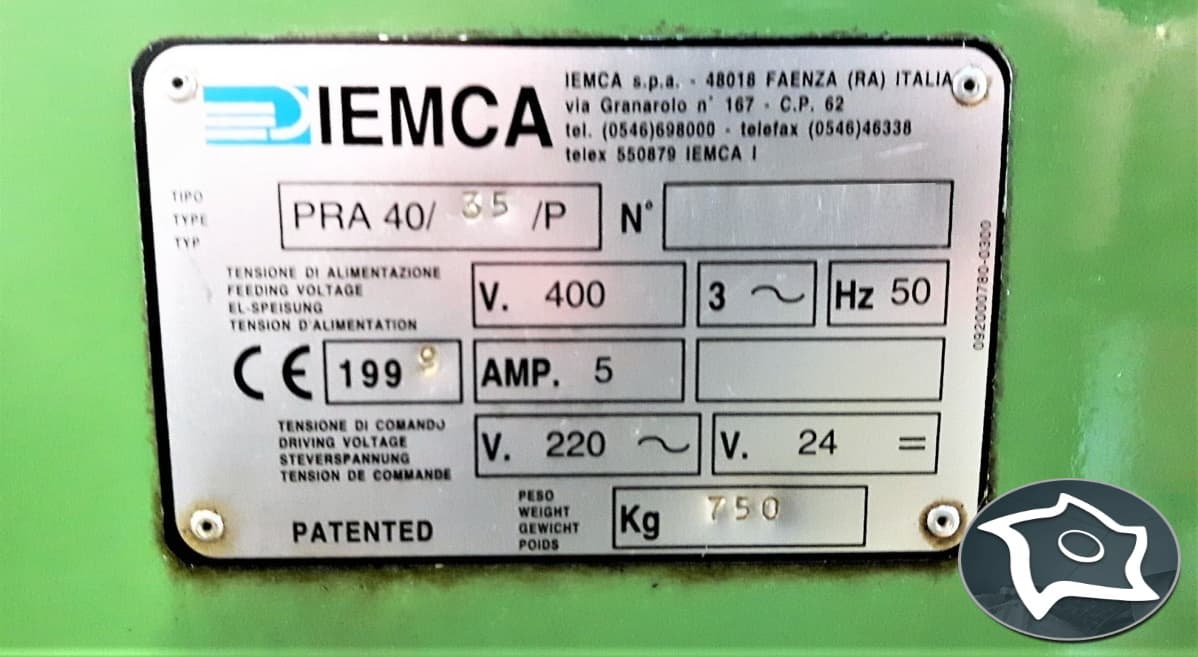 IEMCA
IEMCA s.p.a. - 48018 FAENZA (RA) ITALIA
via Granarolo n° 167 - C.P. 62
tel. (0546)698000 - telefax (0546)46338
telex 550879 IEMCA I
TIPO
TYPE
TYP
PRA 40/ 35 /P
N°
TENSIONE DI ALIMENTAZIONE
FEEDING VOLTAGE
EL-SPEISUNG
TENSION D'ALIMENTATION
V. 400
3 ~
Hz 50
CE
1999
AMP. 5
TENSIONE DI COMANDO
DRIVING VOLTAGE
STEVERSPANNUNG
TENSION DE COMMANDE
V. 220 ~
V. 24 =
PATENTED
PESO
WEIGHT
GEWICHT
POIDS
Kg 750
092000780-0300